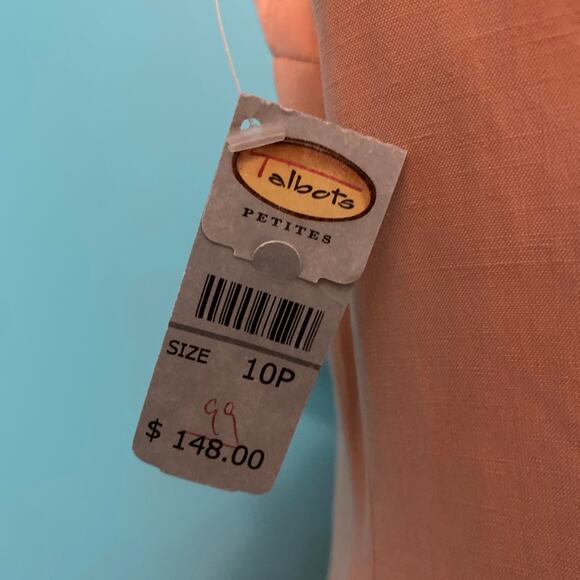 Talbots
PETITES
SIZE 10P
99
$ 148.00